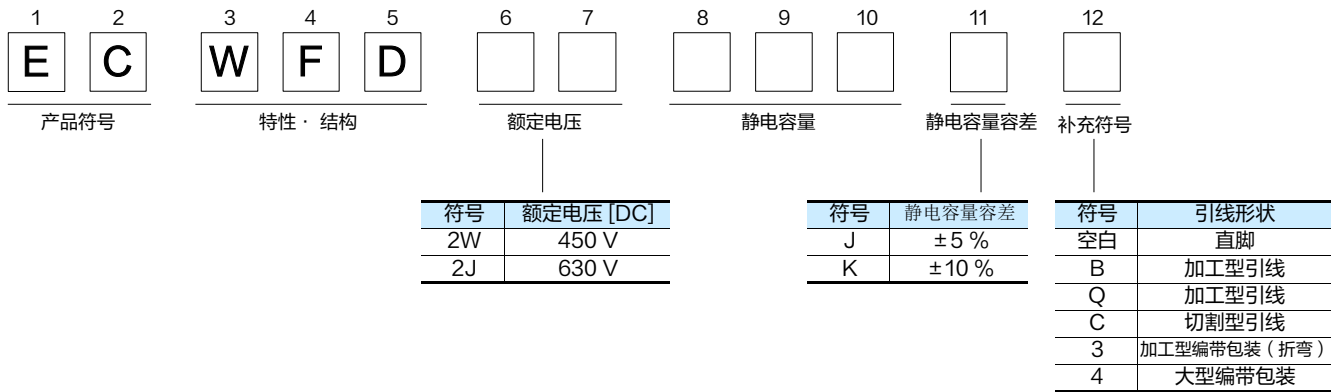 1 2 3 4 5 6 7 8 9 10 11 12
E C W F D
产品符号 特性· 结构 额定电压 静电容量 静电容量容差 补充符号
符号 额定电压 [DC]
2W 450 V
2J 630 V
符号 静电容量容差
J ±5 %
K ±10 %
符号 引线形状
空白 直脚
B 加工型引线
Q 加工型引线
C 切割型引线
3 加工型编带包装（折弯）
4 大型编带包装